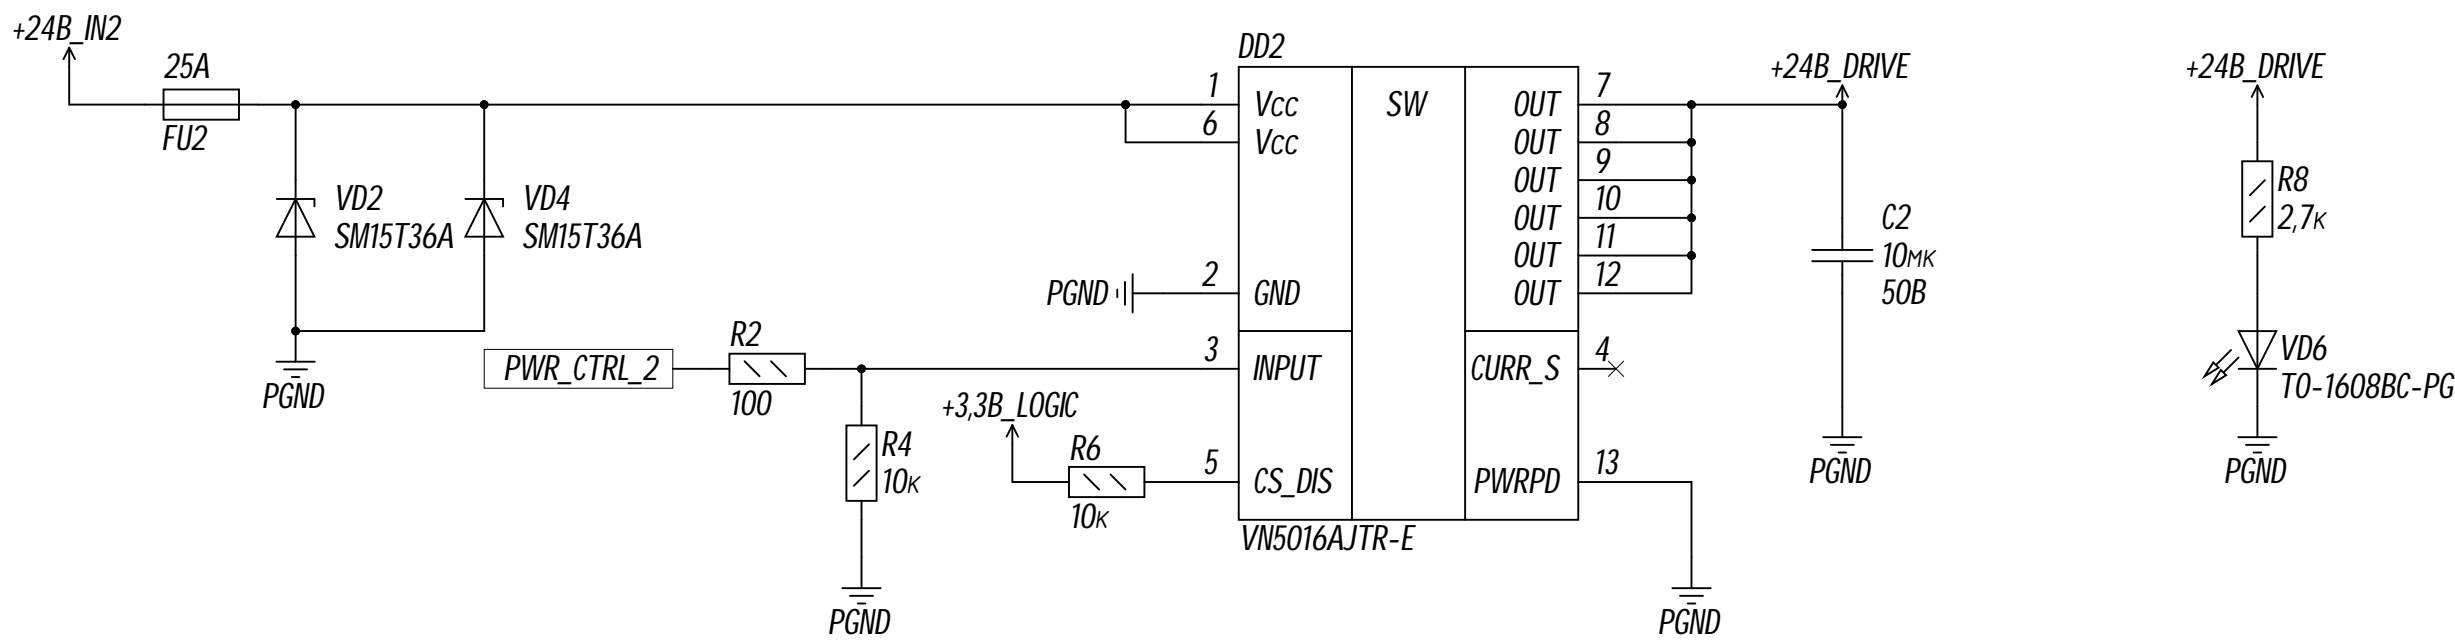 +24В_IN2
25А
FU2
VD2
SM15T36A
VD4
SM15T36A
PGND
PWR_CTRL_2
R2
100
R4
10к
PGND
+3,3В_LOGIC
R6
10к
PGND
DD2
1
Vcc
6
Vcc
2
GND
3
INPUT
5
CS_DIS
SW
OUT
7
OUT
8
OUT
9
OUT
10
OUT
11
OUT
12
CURR_S
4
PWRPD
13
VN5016AJTR-E
PGND
+24В_DRIVE
C2
10мк
50В
PGND
+24В_DRIVE
R8
2,7к
VD6
TO-1608BC-PG
PGND